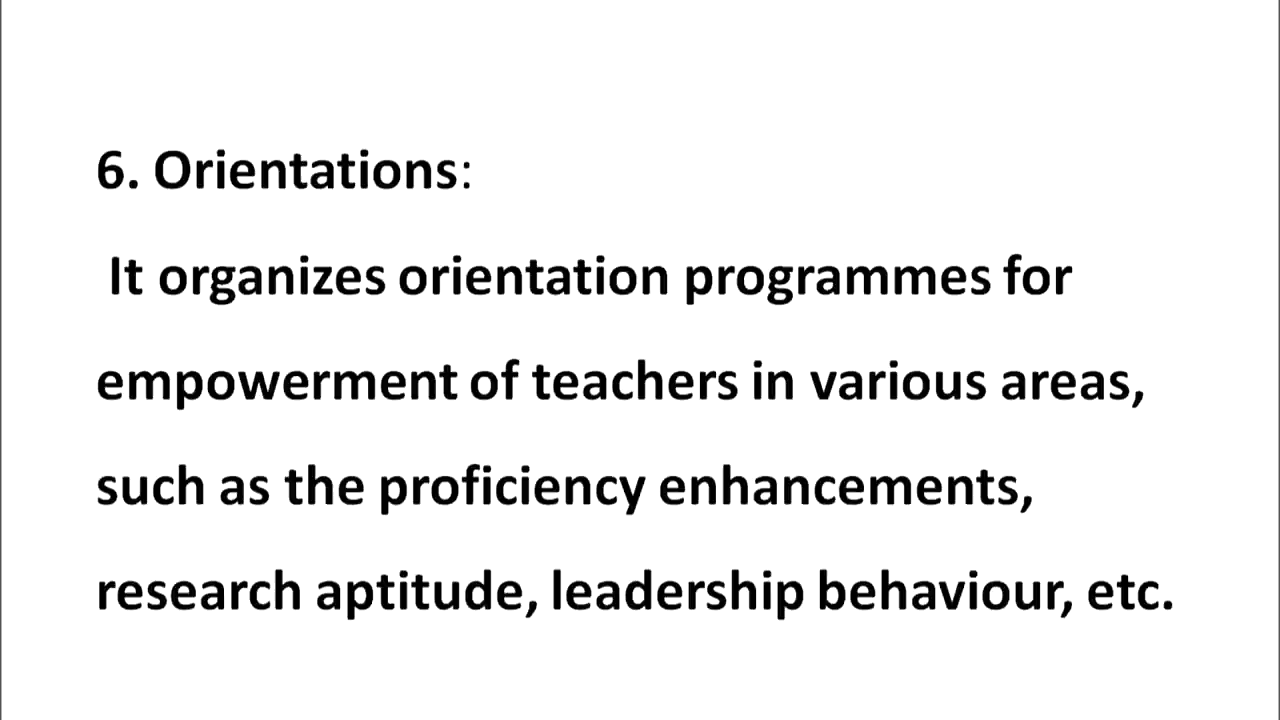 6. Orientations:
It organizes orientation programmes for
empowerment of teachers in various areas,
such as the proficiency enhancements,
research aptitude, leadership behaviour, etc.